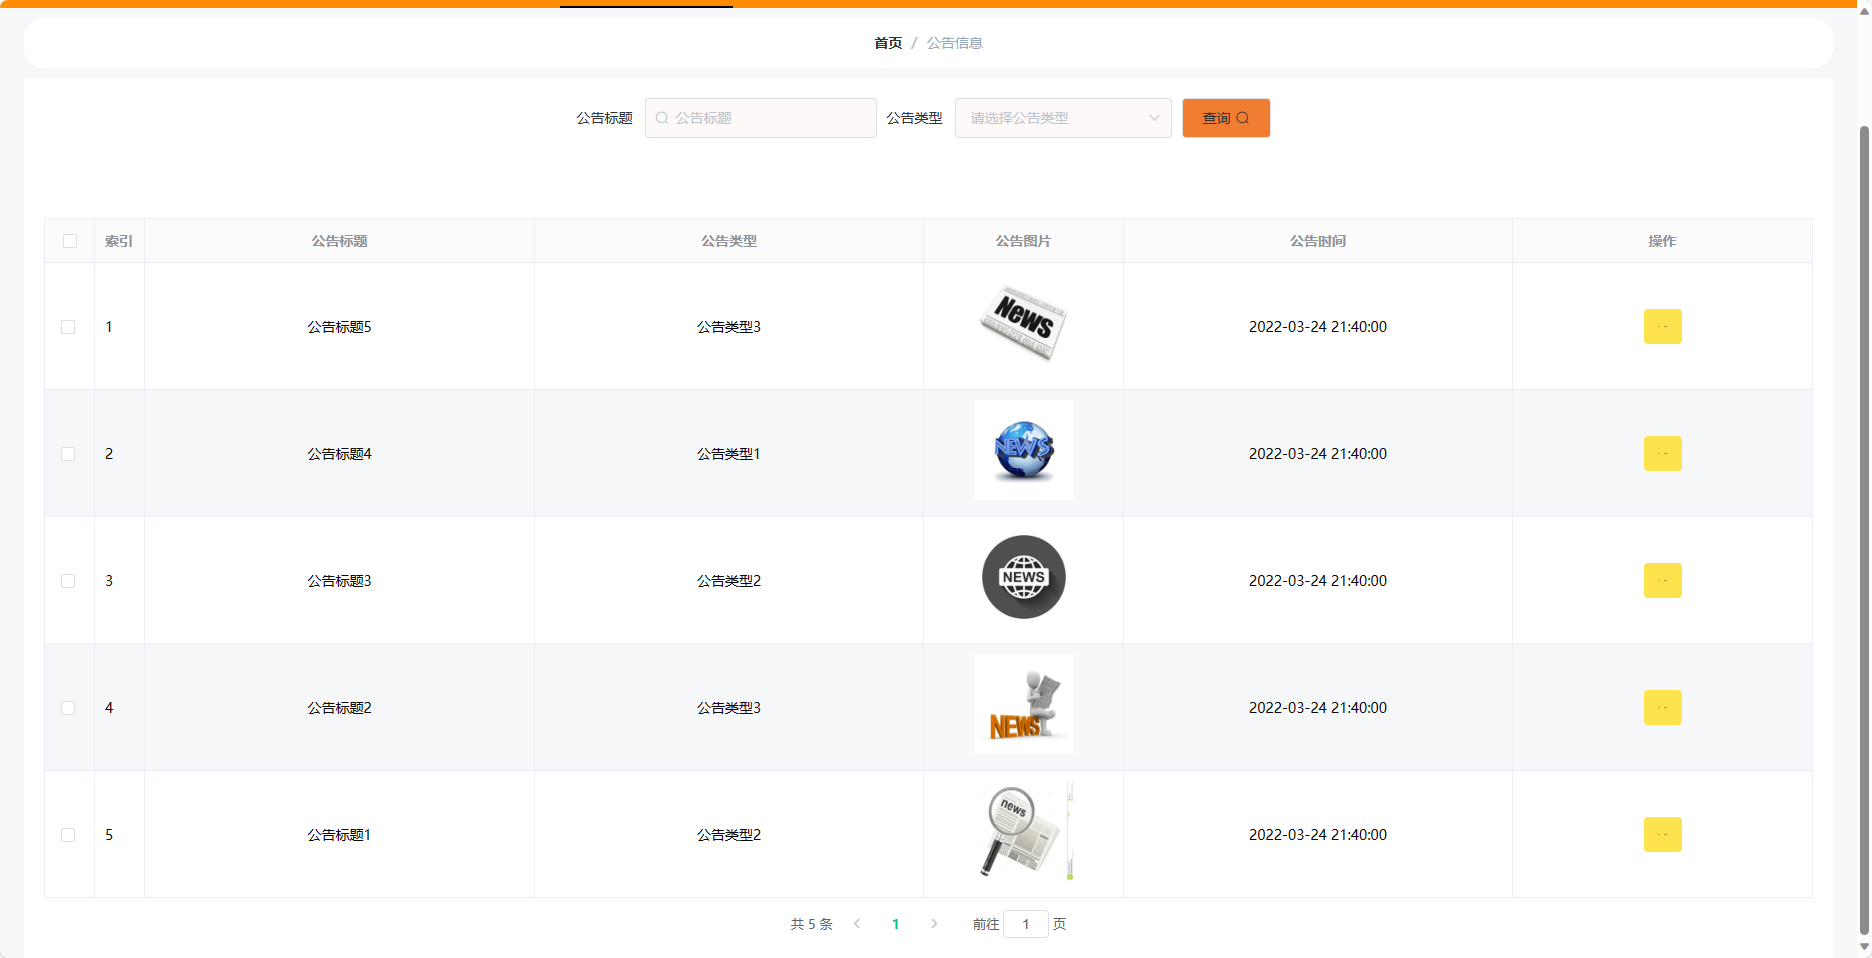 首页 / 公告信息
公告标题 公告标题 公告类型 请选择公告类型 查询
索引 公告标题 公告类型 公告图片 公告时间 操作
News
1 公告标题5 公告类型3 2022-03-24 21:40:00
NEWS
2 公告标题4 公告类型1 2022-03-24 21:40:00
NEWS
3 公告标题3 公告类型2 2022-03-24 21:40:00
4 公告标题2 公告类型3 2022-03-24 21:40:00
NEWS
news
5 公告标题1 公告类型2 2022-03-24 21:40:00
共 5 条 1 前往 1 页